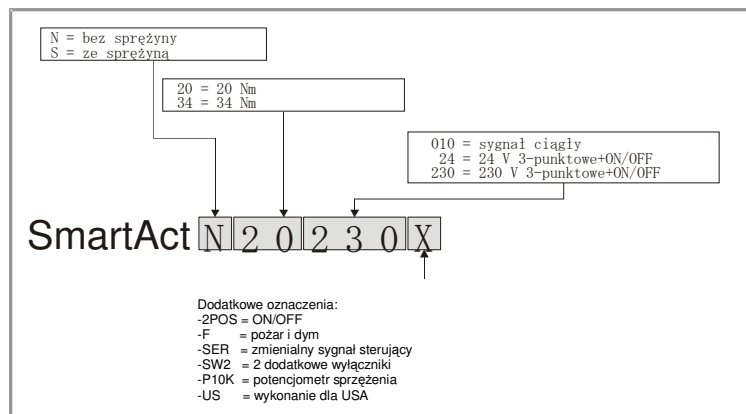 N = bez sprężyny
S = ze sprężyną
20 = 20 Nm
34 = 34 Nm
010 = sygnał ciągły
24 = 24 V 3-punktowe+ON/OFF
230 = 230 V 3-punktowe+ON/OFF
SmartAct N 2 0 2 3 0 X
Dodatkowe oznaczenia:
-2POS = ON/OFF
-F = pożar i dym
-SER = zmienialny sygnał sterujący
-SW2 = 2 dodatkowe wyłączniki
-P10K = potencjometr sprzężenia
-US = wykonanie dla USA